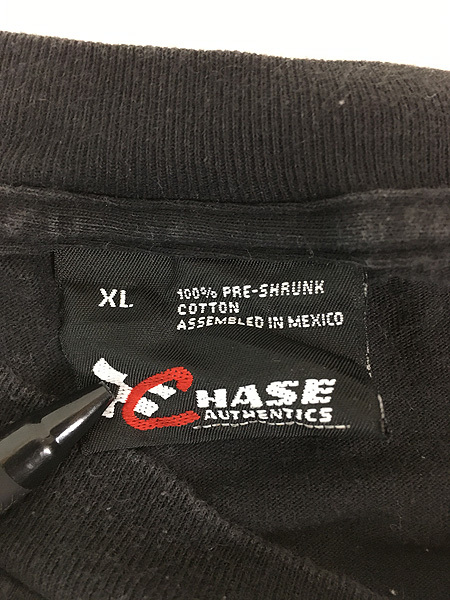 XL
100% PRE-SHRUNK
COTTON
ASSEMBLED IN MEXICO
CHASE
AUTHENTICS